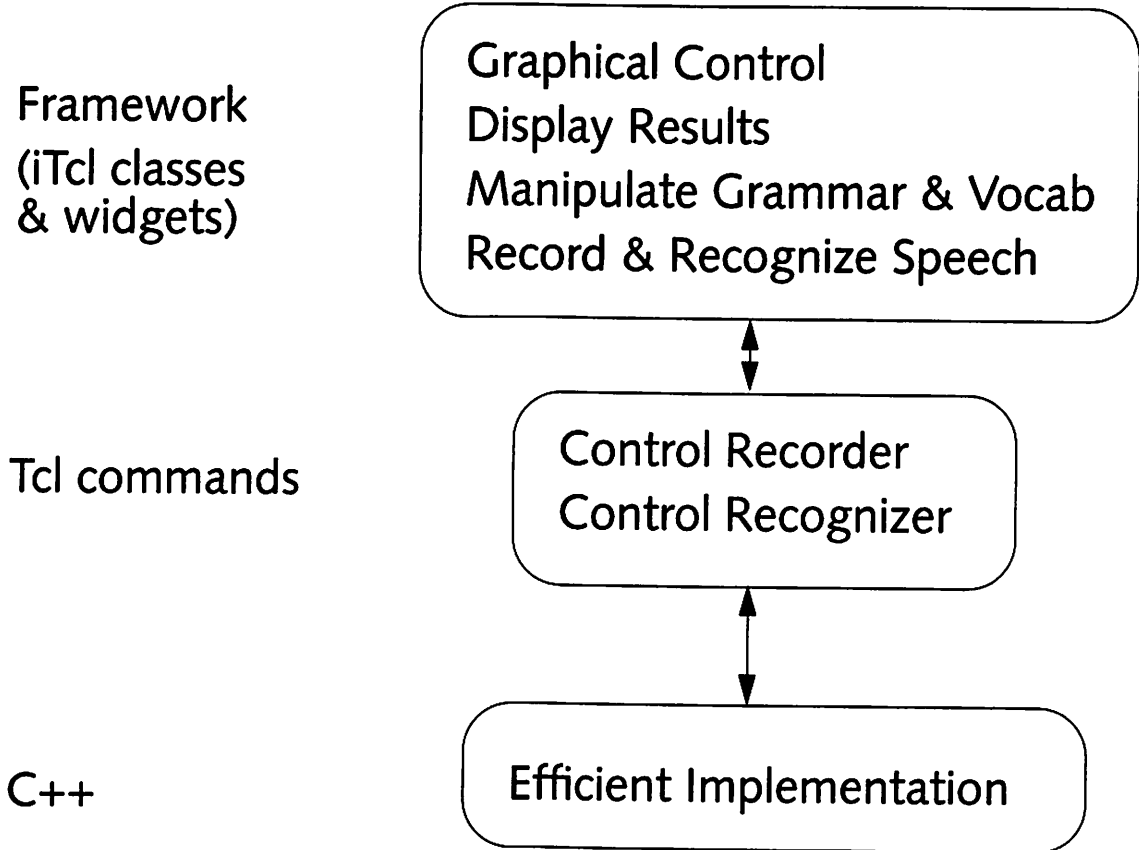 Framework
(iTcl classes
& widgets)
Graphical Control
Display Results
Manipulate Grammar & Vocab
Record & Recognize Speech
Tcl commands
Control Recorder
Control Recognizer
C++
Efficient Implementation